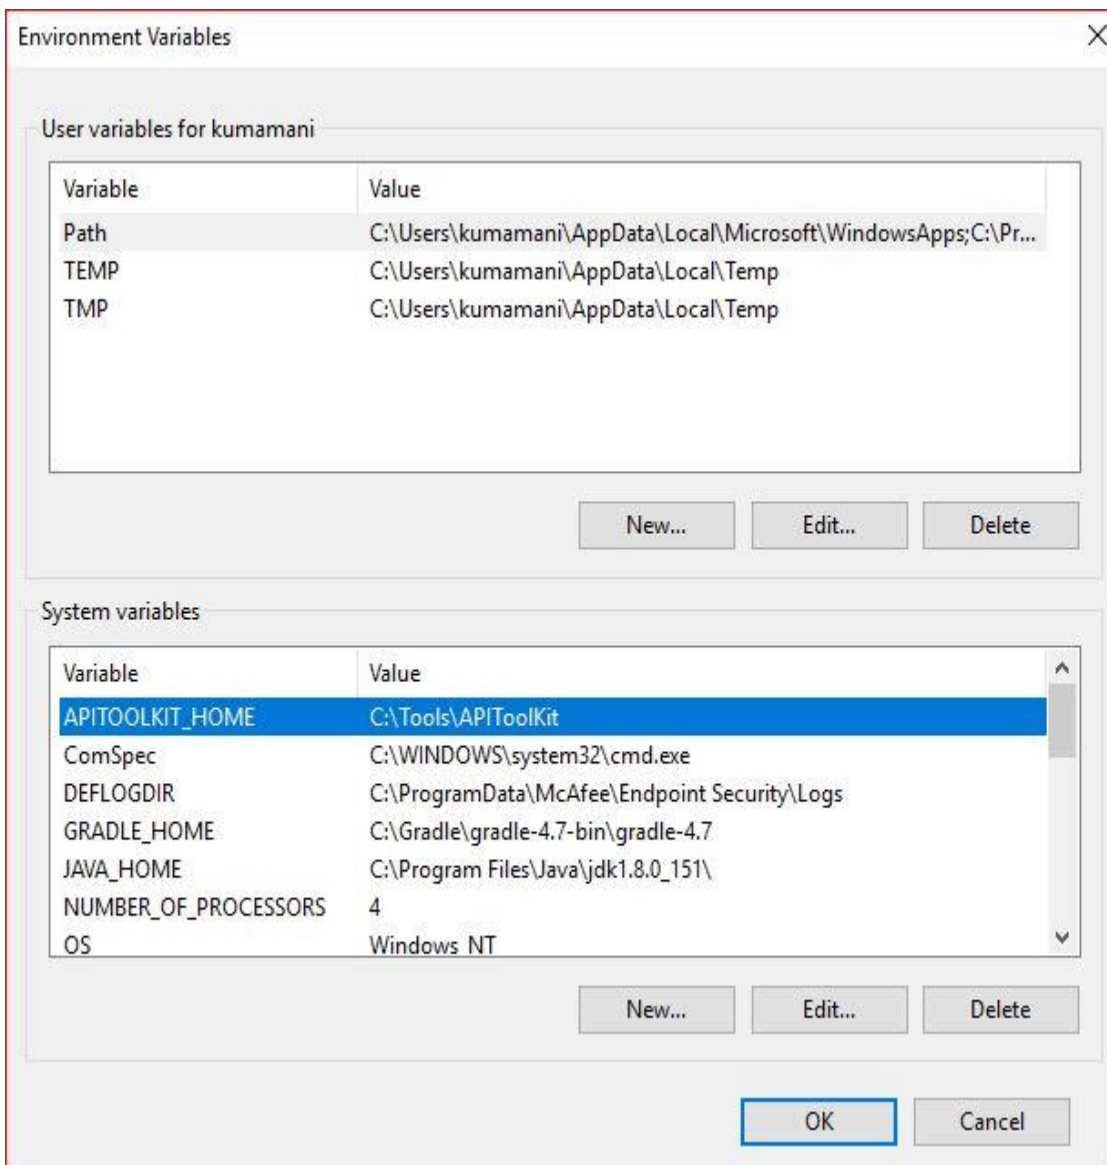 Environment Variables
User variables for kumamani
Variable Value
Path C:\Users\kumamani\AppData\Local\Microsoft\WindowsApps;C:\Pr...
TEMP C:\Users\kumamani\AppData\Local\Temp
TMP C:\Users\kumamani\AppData\Local\Temp
New... Edit... Delete
System variables
Variable Value
APITOOLKIT_HOME C:\Tools\APIToolKit
ComSpec C:\WINDOWS\system32\cmd.exe
DEFLOGDIR C:\ProgramData\McAfee\Endpoint Security\Logs
GRADLE_HOME C:\Gradle\gradle-4.7-bin\gradle-4.7
JAVA_HOME C:\Program Files\Java\jdk1.8.0_151\
NUMBER_OF_PROCESSORS 4
OS Windows_NT
New... Edit... Delete
OK Cancel